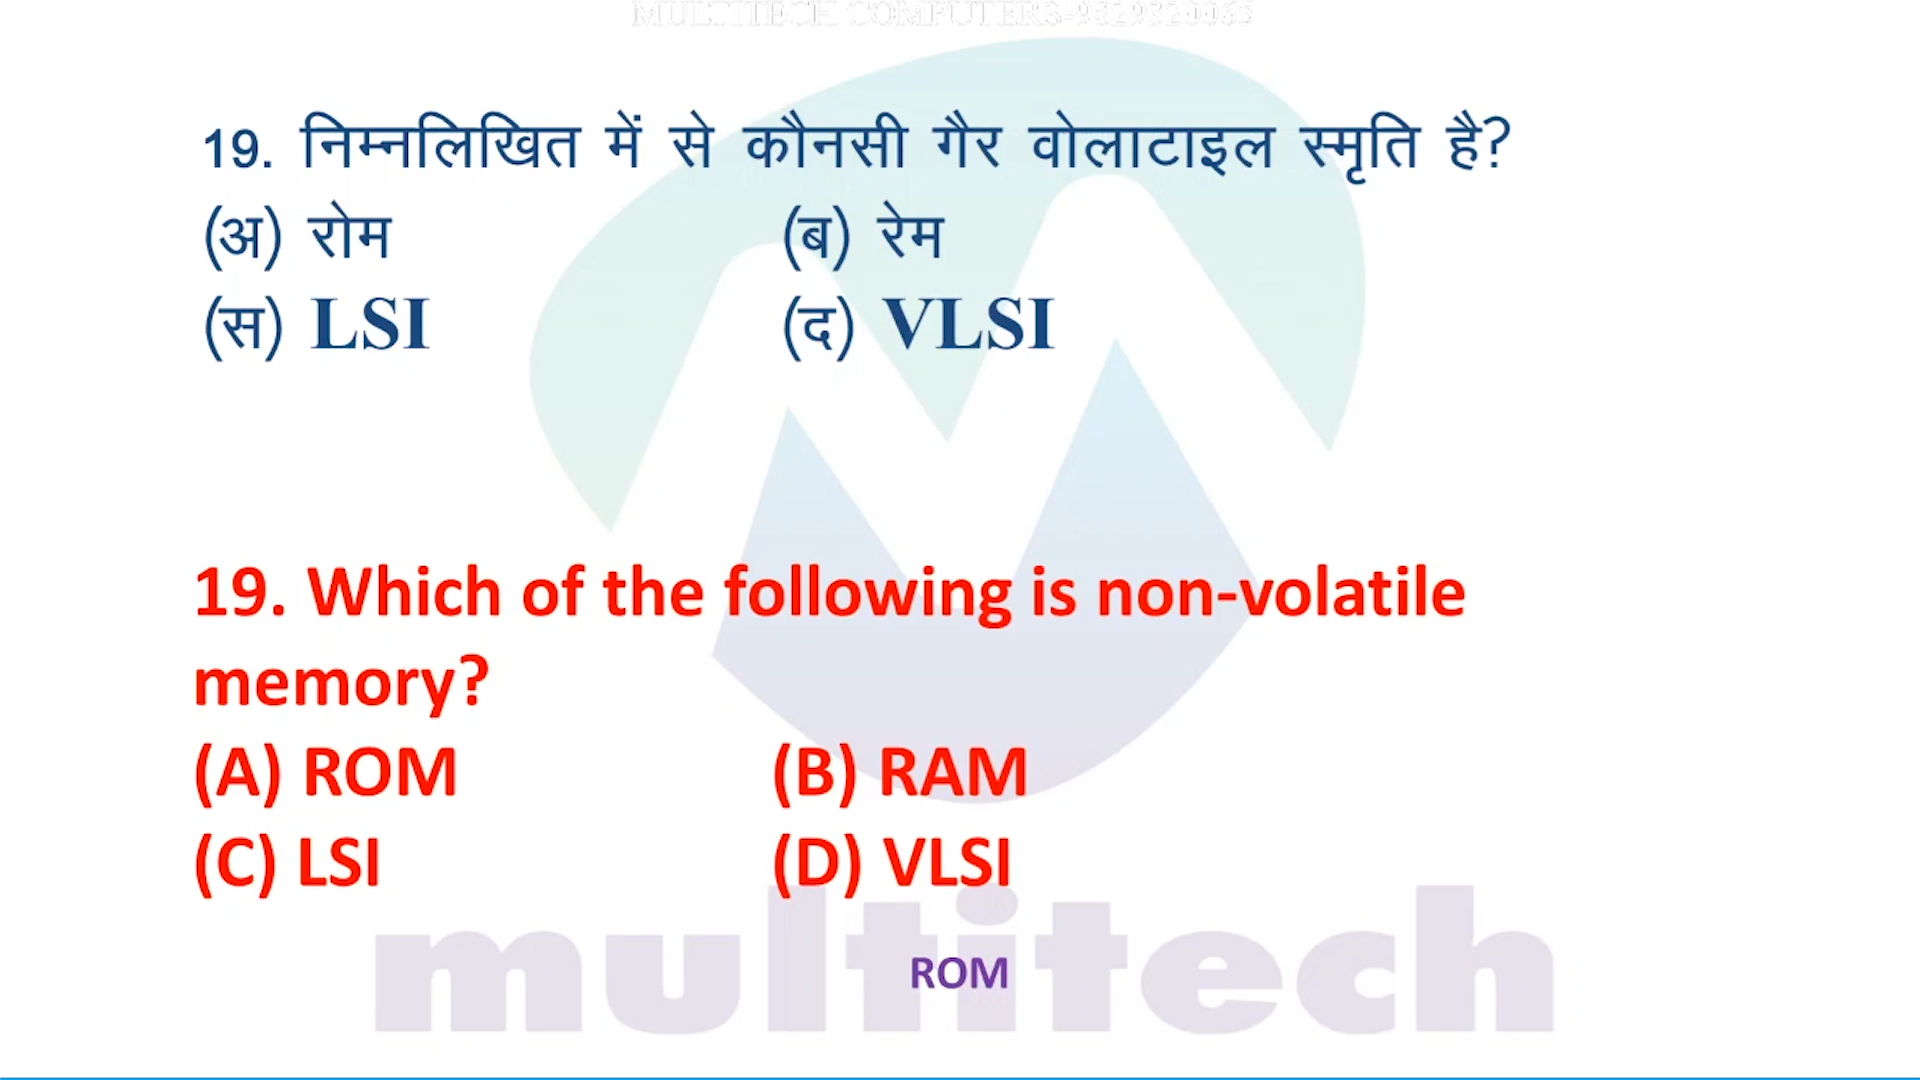 MULTITECH COMPUTERS-9829320065
19. निम्नलिखित में से कौनसी गैर वोलाटाइल स्मृति है?
(अ) रोम (ब) रेम
(स) LSI (द) VLSI
19. Which of the following is non-volatile
memory?
(A) ROM (B) RAM
(C) LSI (D) VLSI
multitech
ROM